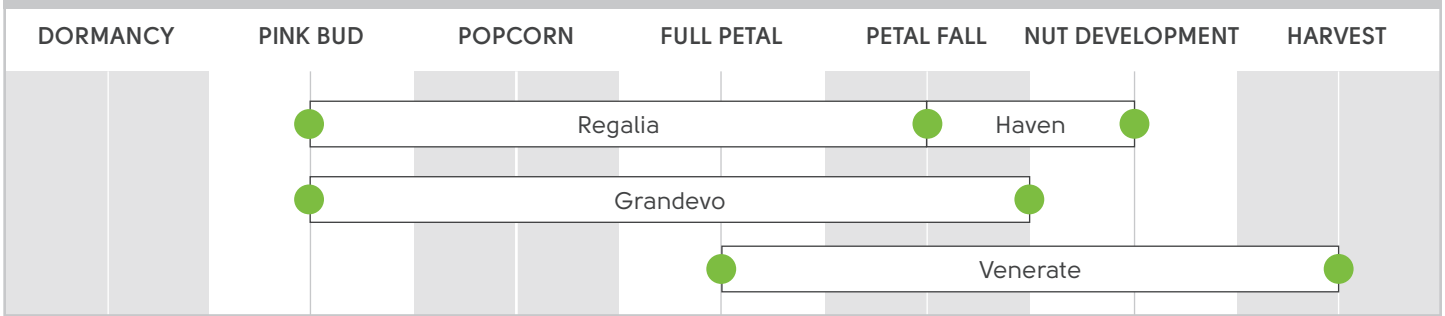 DORMANCY PINK BUD POPCORN FULL PETAL PETAL FALL NUT DEVELOPMENT HARVEST
Regalia Haven
Grandevo
Venerate